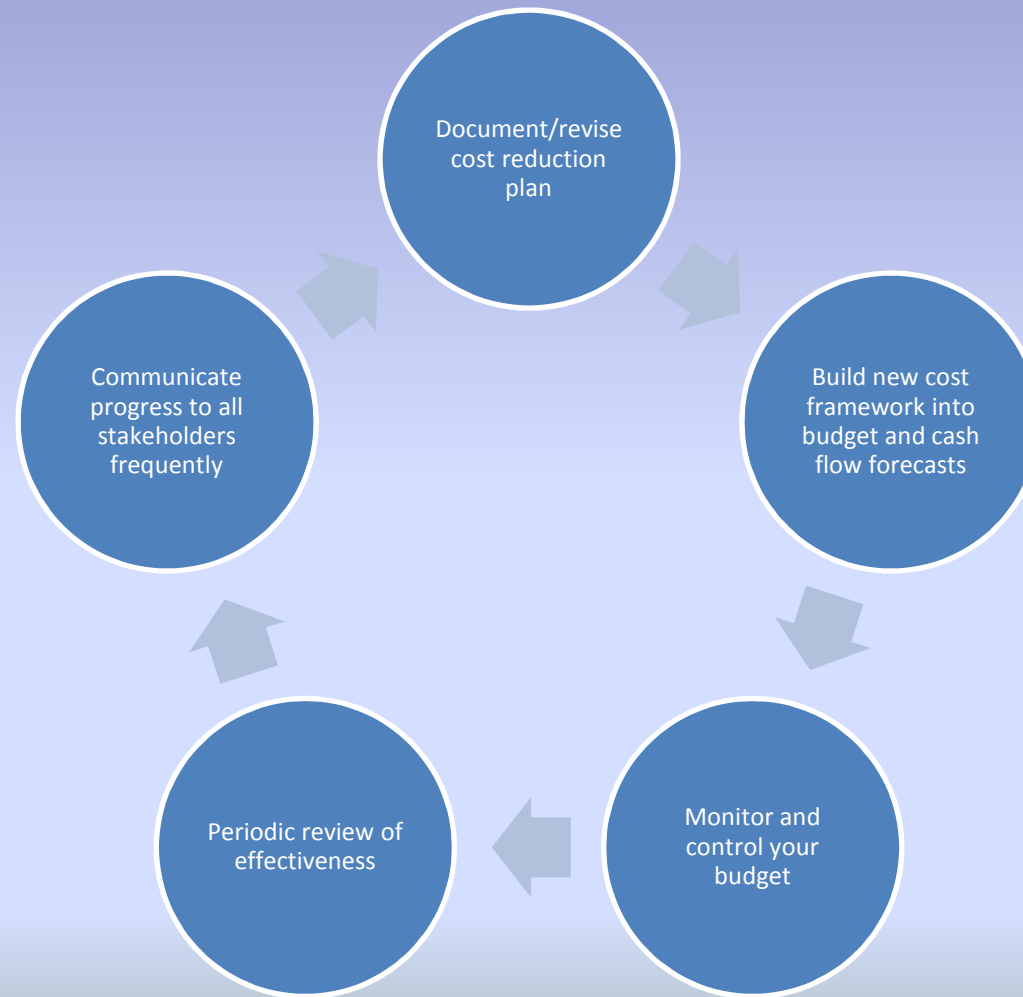 Document/revise
cost reduction
plan
Build new cost
framework into
budget and cash
flow forecasts
Monitor and
control your
budget
Periodic review of
effectiveness
Communicate
progress to all
stakeholders
frequently